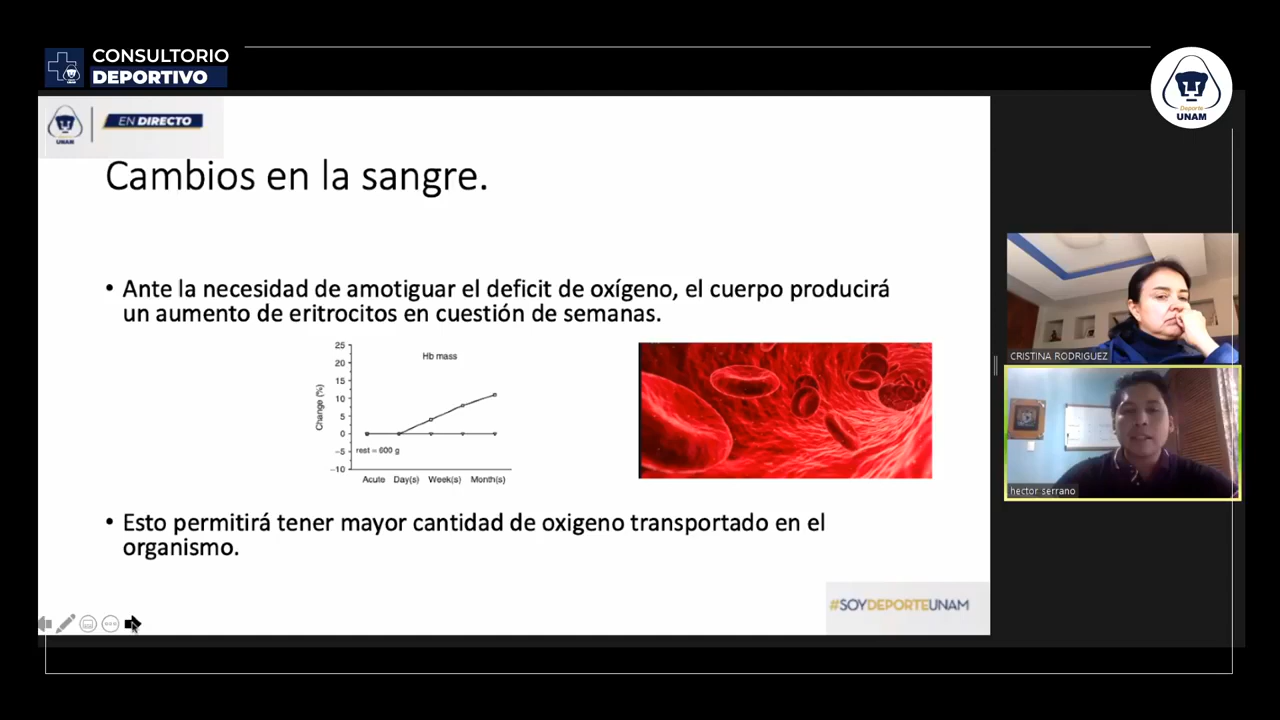 CONSULTORIO
DEPORTIVO
Deporte
UNAM
UNAM
EN DIRECTO
Cambios en la sangre.
• Ante la necesidad de amotiguar el deficit de oxígeno, el cuerpo producirá
un aumento de eritrocitos en cuestión de semanas.
Hb mass
Change (%)
25
20
15
10
5
0
−5
−10
rest = 600 g
Acute Day(s) Week(s) Month(s)
• Esto permitirá tener mayor cantidad de oxigeno transportado en el
organismo.
#SOYDEPORTEUNAM
CRISTINA RODRIGUEZ
hector serrano